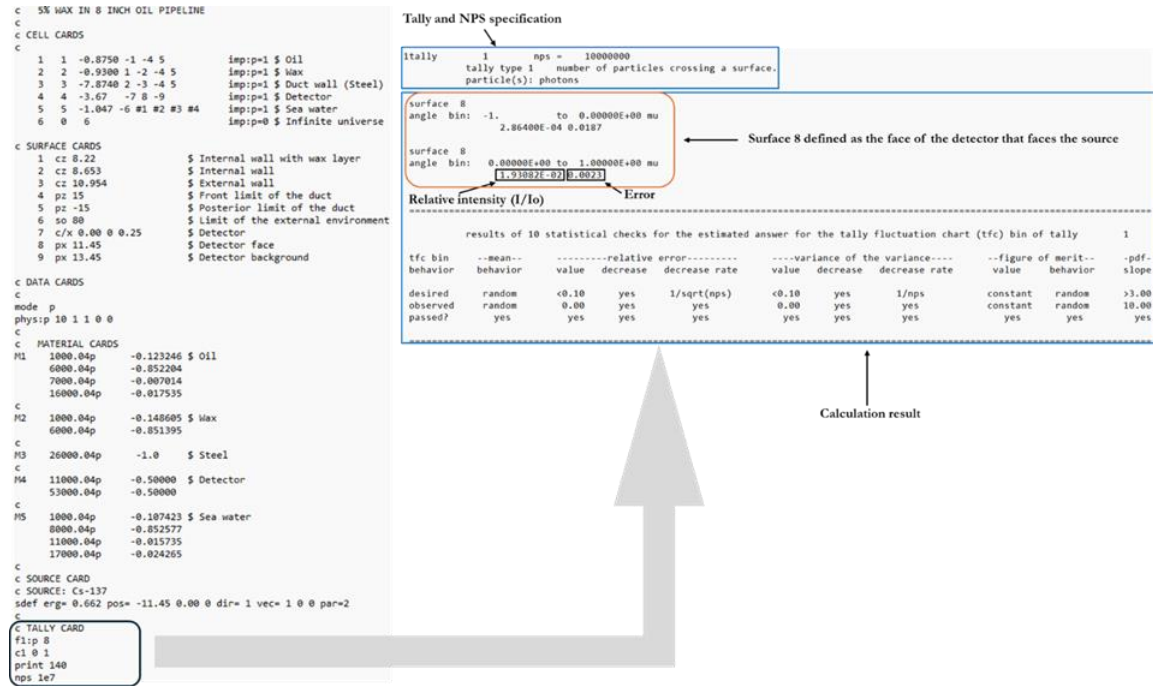 c 5% WAX IN 8 INCH OIL PIPELINE
c
c CELL CARDS
c
1 1 -0.8750 -1 -4 5 imp:p=1 $ Oil
2 2 -0.9300 1 -2 -4 5 imp:p=1 $ Wax
3 3 -7.8740 2 -3 -4 5 imp:p=1 $ Duct wall (Steel)
4 4 -3.67 -7 8 -9 imp:p=1 $ Detector
5 5 -1.047 -6 #1 #2 #3 #4 imp:p=1 $ Sea water
6 0 6 imp:p=0 $ Infinite universe
c SURFACE CARDS
1 cz 8.22 $ Internal wall with wax layer
2 cz 8.653 $ Internal wall
3 cz 10.954 $ External wall
4 pz 15 $ Front limit of the duct
5 pz -15 $ Posterior limit of the duct
6 so 80 $ Limit of the external environment
7 c/x 0.00 0 0.25 $ Detector
8 px 11.45 $ Detector face
9 px 13.45 $ Detector background
c DATA CARDS
c
mode p
phys:p 10 1 1 0 0
c
c MATERIAL CARDS
M1 1000.04p -0.123246 $ Oil
6000.04p -0.852204
7000.04p -0.007014
16000.04p -0.017535
c
M2 1000.04p -0.148605 $ Wax
6000.04p -0.851395
c
M3 26000.04p -1.0 $ Steel
c
M4 11000.04p -0.50000 $ Detector
53000.04p -0.50000
c
M5 1000.04p -0.107423 $ Sea water
8000.04p -0.852577
11000.04p -0.015735
17000.04p -0.024265
c
c SOURCE CARD
c SOURCE: Cs-137
sdef erg= 0.662 pos= -11.45 0.00 0 dir= 1 vec= 1 0 0 par=2
c
c TALLY CARD
f1:p 8
c1 0 1
print 140
nps 1e7
Tally and NPS specification
1tally 1 nps = 10000000
tally type 1 number of particles crossing a surface.
particle(s): photons
surface 8
angle bin: -1. to 0.00000E+00 mu
2.86400E-04 0.0187
surface 8
angle bin: 0.00000E+00 to 1.00000E+00 mu
1.93082E-02 0.0023
Surface 8 defined as the face of the detector that faces the source
Relative intensity (I/Io)
Error
results of 10 statistical checks for the estimated answer for the tally fluctuation chart (tfc) bin of tally 1
tfc bin --mean-- ---------relative error--------- ----variance of the variance---- --figure of merit-- -pdf-
behavior behavior value decrease decrease rate value decrease decrease rate value behavior slope
desired random <0.10 yes 1/sqrt(nps) <0.10 yes 1/nps constant random >3.00
observed random 0.00 yes yes 0.00 yes yes constant random 10.00
passed? yes yes yes yes yes yes yes yes yes yes
Calculation result